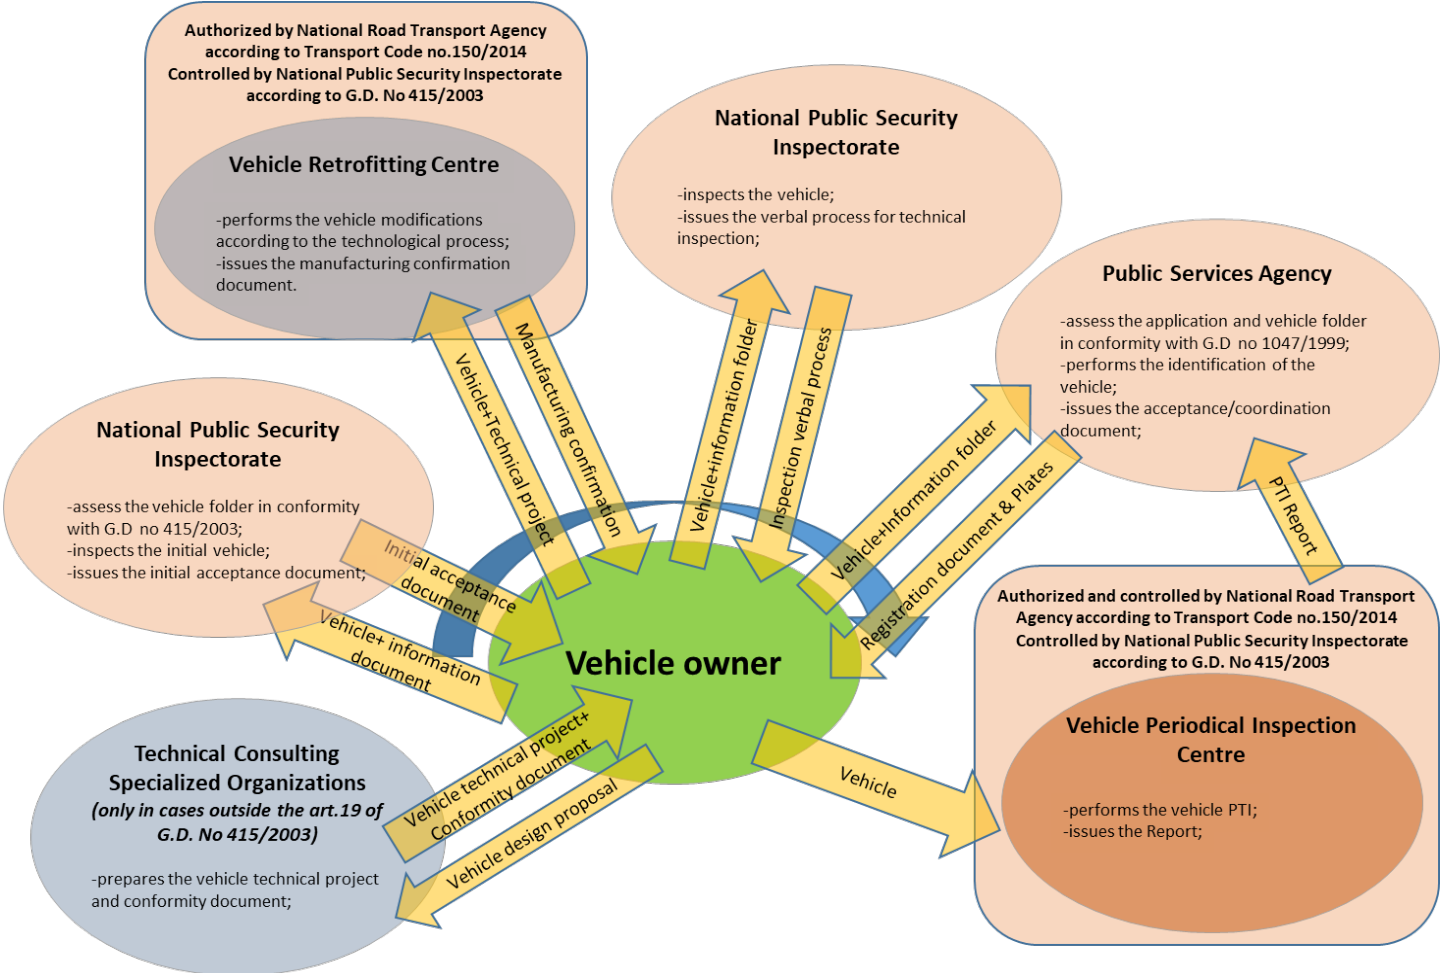 Authorized by National Road Transport Agency
according to Transport Code no.150/2014
Controlled by National Public Security Inspectorate
according to G.D. No 415/2003
Vehicle Retrofitting Centre
-performs the vehicle modifications
according to the technological process;
-issues the manufacturing confirmation
document.
National Public Security
Inspectorate
-inspects the vehicle;
-issues the verbal process for technical
inspection;
Public Services Agency
-assess the application and vehicle folder
in conformity with G.D no 1047/1999;
-performs the identification of the
vehicle;
-issues the acceptance/coordination
document;
National Public Security
Inspectorate
-assess the vehicle folder in conformity
with G.D no 415/2003;
-inspects the initial vehicle;
-issues the initial acceptance document;
Vehicle+Technical project
Manufacturing confirmation
Vehicle+information folder
Inspection verbal process
Vehicle+Information folder
Registration document & Plates
PTI Report
Initial acceptance
document
Vehicle+ information
document
Vehicle owner
Authorized and controlled by National Road Transport
Agency according to Transport Code no.150/2014
Controlled by National Public Security Inspectorate
according to G.D. No 415/2003
Vehicle Periodical Inspection
Centre
-performs the vehicle PTI;
-issues the Report;
Vehicle
Technical Consulting
Specialized Organizations
(only in cases outside the art.19 of
G.D. No 415/2003)
-prepares the vehicle technical project
and conformity document;
Vehicle technical project+
Conformity document
Vehicle design proposal